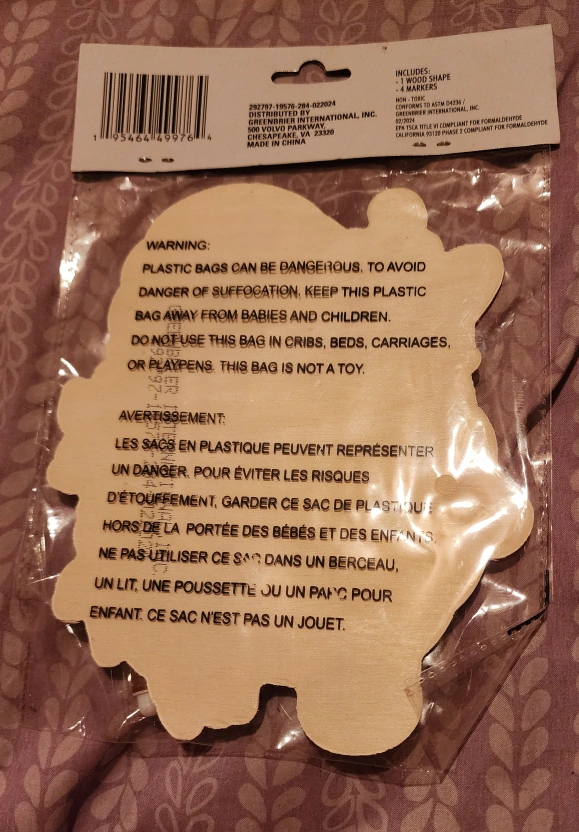 1 95464 49976 4
292797-19576-284-022024
DISTRIBUTED BY
GREENBRIER INTERNATIONAL, INC.
500 VOLVO PARKWAY,
CHESAPEAKE, VA 23320
MADE IN CHINA
INCLUDES:
- 1 WOOD SHAPE
- 4 MARKERS
NON - TOXIC
CONFORMS TO ASTM D4236 /
GREENBRIER INTERNATIONAL, INC.
02/2024
EPA TSCA TITLE VI COMPLIANT FOR FORMALDEHYDE
CALIFORNIA 93120 PHASE 2 COMPLIANT FOR FORMALDEHYDE
WARNING:
PLASTIC BAGS CAN BE DANGEROUS. TO AVOID
DANGER OF SUFFOCATION, KEEP THIS PLASTIC
BAG AWAY FROM BABIES AND CHILDREN.
DO NOT USE THIS BAG IN CRIBS, BEDS, CARRIAGES,
OR PLAYPENS. THIS BAG IS NOT A TOY.
AVERTISSEMENT:
LES SACS EN PLASTIQUE PEUVENT REPRÉSENTER
UN DANGER. POUR ÉVITER LES RISQUES
D'ÉTOUFFEMENT, GARDER CE SAC DE PLASTIQUE
HORS DE LA PORTÉE DES BÉBÉS ET DES ENFANTS.
NE PAS UTILISER CE SAC DANS UN BERCEAU,
UN LIT, UNE POUSSETTE OU UN PARC POUR
ENFANT. CE SAC N'EST PAS UN JOUET.